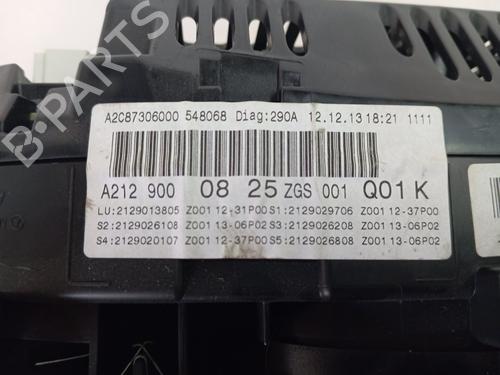 A2C87306000 548068 Diag:290A 12.12.13 18:21 1111
A212 900 08 25 ZGS 001 Q01 K
LU:2129013805 Z001 12-31P00 S1:2129029706 Z001 12-37P00
S2:2129026108 Z001 13-06P02 S3:2129026208 Z001 13-06P02
S4:2129020107 Z001 12-37P00 S5:2129026808 Z001 13-06P02
B-PARTS